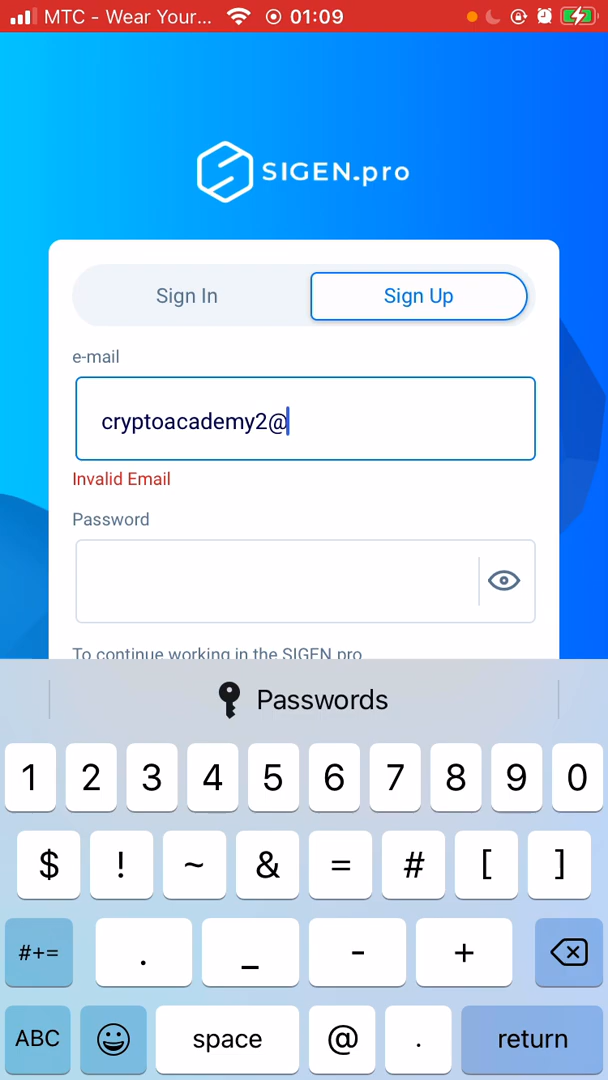 MTC - Wear Your... 01:09
SIGEN.pro
Sign In Sign Up
e-mail
cryptoacademy2@
Invalid Email
Password
To continue working in the SIGEN.pro
Passwords
1 2 3 4 5 6 7 8 9 0
$ ! ~ & = # [ ]
#+= . _ - +
ABC space @ . return